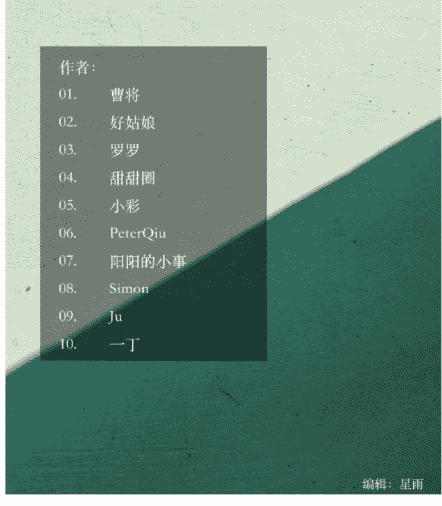 作者：
01. 曹将
02. 好姑娘
03. 罗罗
04. 甜甜圈
05. 小彩
06. PeterQiu
07. 阳阳的小事
08. Simon
09. Ju
10. 一丁
编辑：星雨